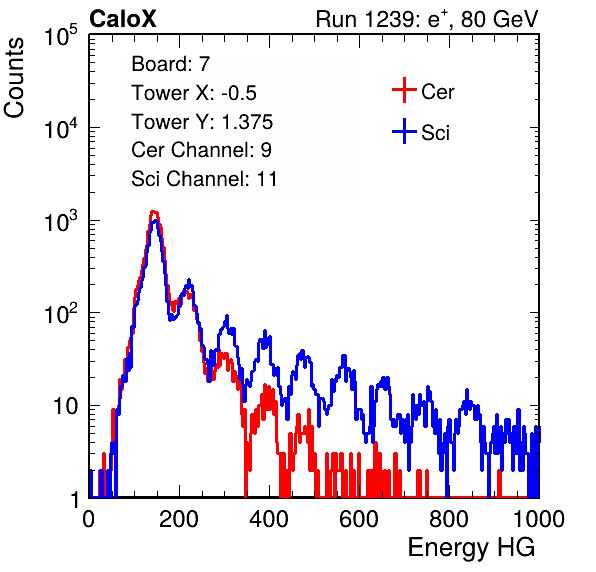 CaloX Run 1239: e⁺, 80 GeV
Counts
Board: 7
Tower X: -0.5
Tower Y: 1.375
Cer Channel: 9
Sci Channel: 11
Cer
Sci
10⁵
10⁴
10³
10²
10
1
0 200 400 600 800 1000
Energy HG